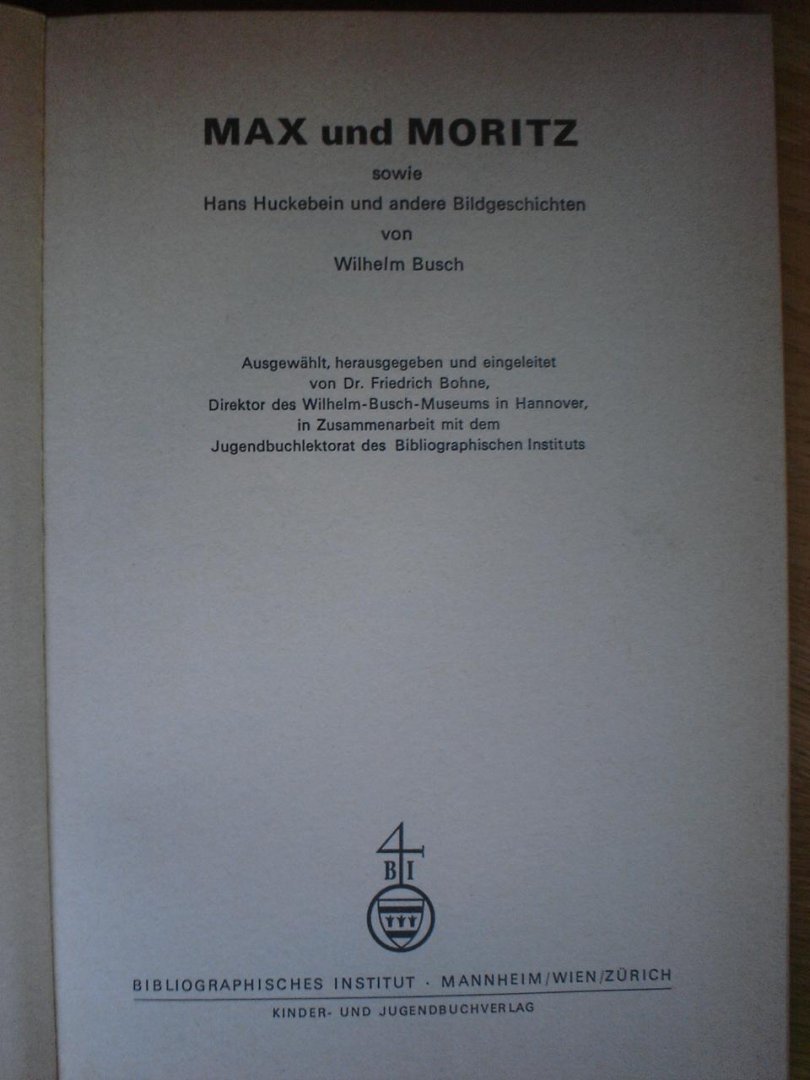 MAX und MORITZ
sowie
Hans Huckebein und andere Bildgeschichten
von
Wilhelm Busch
Ausgewählt, herausgegeben und eingeleitet
von Dr. Friedrich Bohne,
Direktor des Wilhelm-Busch-Museums in Hannover,
in Zusammenarbeit mit dem
Jugendbuchlektorat des Bibliographischen Instituts
B I
BIBLIOGRAPHISCHES INSTITUT · MANNHEIM/WIEN/ZÜRICH
KINDER- UND JUGENDBUCHVERLAG